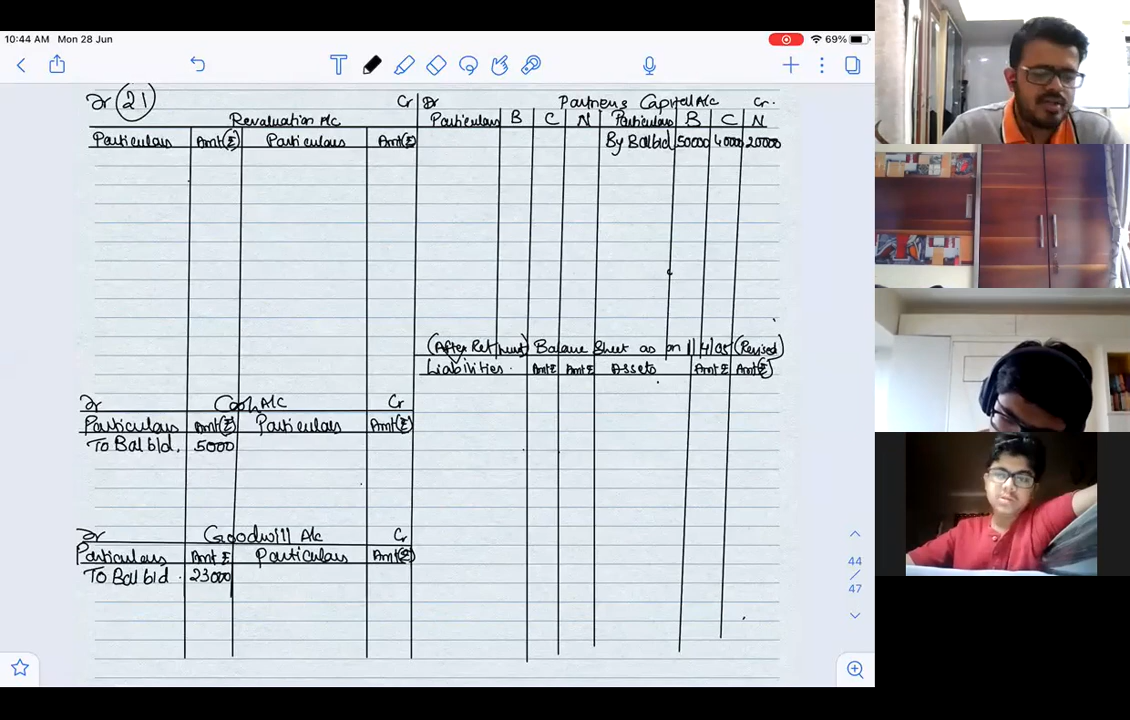 10:44 AM Mon 28 Jun
69%
Dr 21 Cr
Revaluation A/c
Particulars Amt(₹) Particulars Amt(₹)
Dr Partners Capital A/c Cr.
Particulars B C N Particulars B C N
By Bal b/d 50000 40000 20000
(After Retirement) Balance Sheet as on 1/4/05 (Revised)
Liabilities. Amt ₹ Amt ₹ Assets Amt ₹ Amt(₹)
Dr Cash A/c Cr
Particulars Amt(₹) Particulars Amt(₹)
To Bal b/d. 5000
Dr Goodwill A/c Cr
Particulars Amt ₹ Particulars Amt(₹)
To Bal b/d 23000
44
/
47